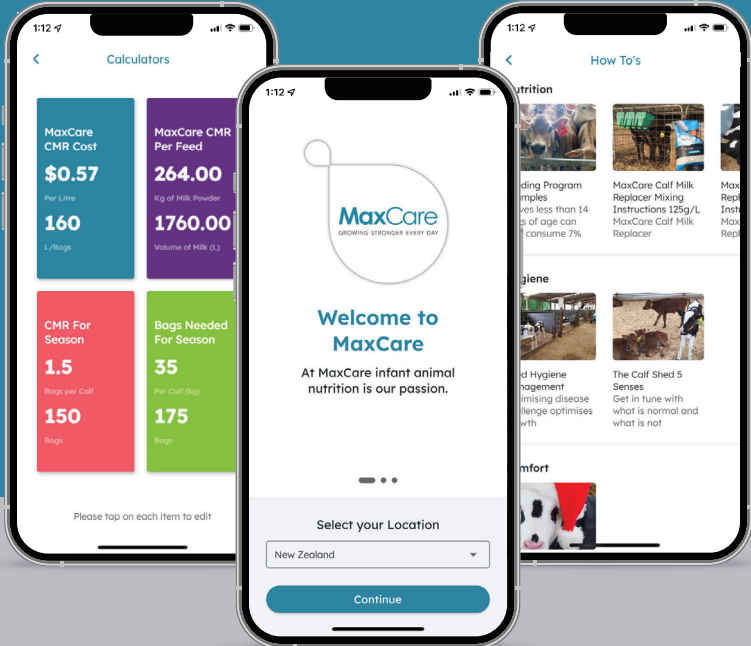 1:12
Calculators
MaxCare
CMR Cost
$0.57
Per Litre
160
L/Bags
MaxCare CMR
Per Feed
264.00
Kg of Milk Powder
1760.00
Volume of Milk (L)
CMR For
Season
1.5
Bags per Calf
150
Bags
Bags Needed
For Season
35
Per Calf (kg)
175
Bags
Please tap on each item to edit
1:12
MaxCare
GROWING STRONGER EVERY DAY
Welcome to
MaxCare
At MaxCare infant animal
nutrition is our passion.
Select your Location
New Zealand
Continue
1:12
How To's
utrition
ding Program
mples
ves less than 14
s of age can
consume 7%
MaxCare Calf Milk
Replacer Mixing
Instructions 125g/L
MaxCare Calf Milk
Replacer
Max
Repl
Inst
Max
Repl
giene
d Hygiene
nagement
imising disease
llenge optimises
wth
The Calf Shed 5
Senses
Get in tune with
what is normal and
what is not
mfort